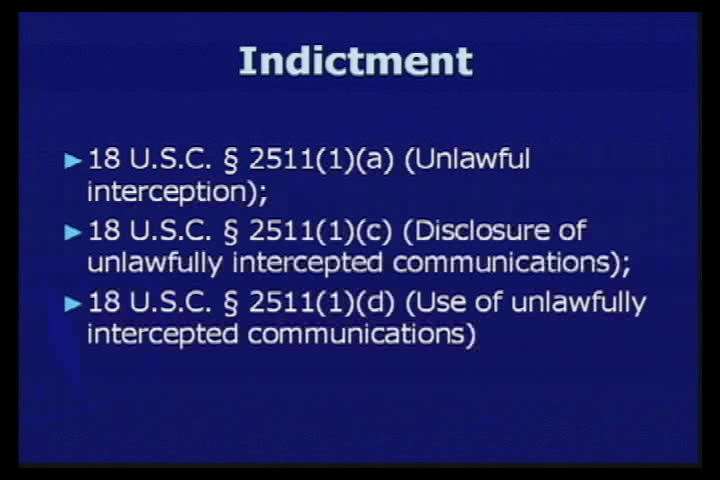 Indictment
► 18 U.S.C. § 2511(1)(a) (Unlawful
interception);
► 18 U.S.C. § 2511(1)(c) (Disclosure of
unlawfully intercepted communications);
► 18 U.S.C. § 2511(1)(d) (Use of unlawfully
intercepted communications)